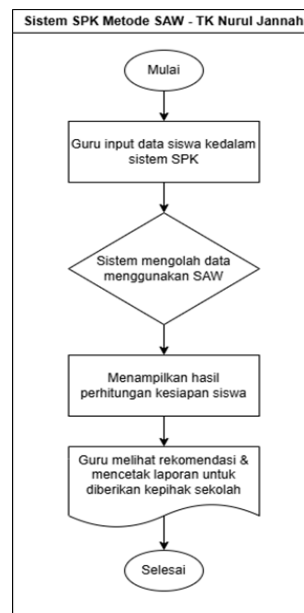 Sistem SPK Metode SAW - TK Nurul Jannah
Mulai
Guru input data siswa kedalam
sistem SPK
Sistem mengolah data
menggunakan SAW
Menampilkan hasil
perhitungan kesiapan siswa
Guru melihat rekomendasi &
mencetak laporan untuk
diberikan kepihak sekolah
Selesai